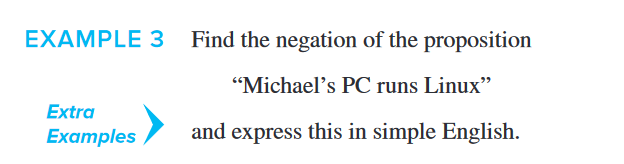 EXAMPLE 3 Find the negation of the proposition
“Michael’s PC runs Linux”
Extra
Examples
and express this in simple English.